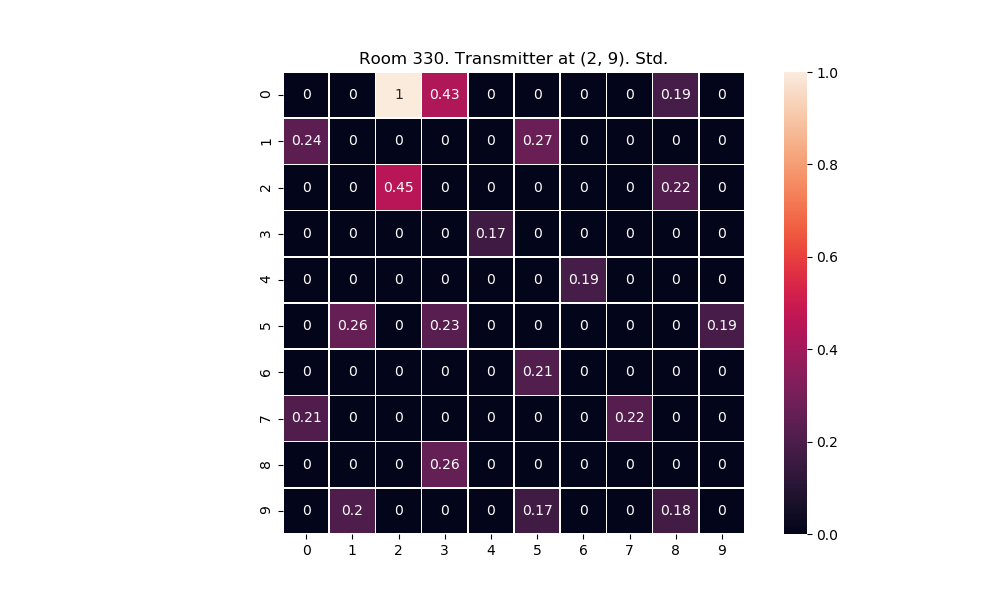 Room 330. Transmitter at (2, 9). Std.
0 0 0 1 0.43 0 0 0 0 0.19 0
1 0.24 0 0 0 0 0.27 0 0 0 0
2 0 0 0.45 0 0 0 0 0 0.22 0
3 0 0 0 0 0.17 0 0 0 0 0
4 0 0 0 0 0 0 0.19 0 0 0
5 0 0.26 0 0.23 0 0 0 0 0 0.19
6 0 0 0 0 0 0.21 0 0 0 0
7 0.21 0 0 0 0 0 0 0.22 0 0
8 0 0 0 0.26 0 0 0 0 0 0
9 0 0.2 0 0 0 0.17 0 0 0.18 0
0 1 2 3 4 5 6 7 8 9
1.0
0.8
0.6
0.4
0.2
0.0